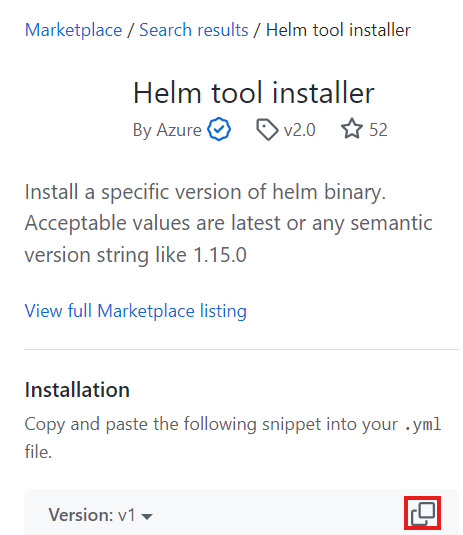 Marketplace / Search results / Helm tool installer
Helm tool installer
By Azure v2.0 52
Install a specific version of helm binary.
Acceptable values are latest or any semantic
version string like 1.15.0
View full Marketplace listing
Installation
Copy and paste the following snippet into your .yml
file.
Version: v1